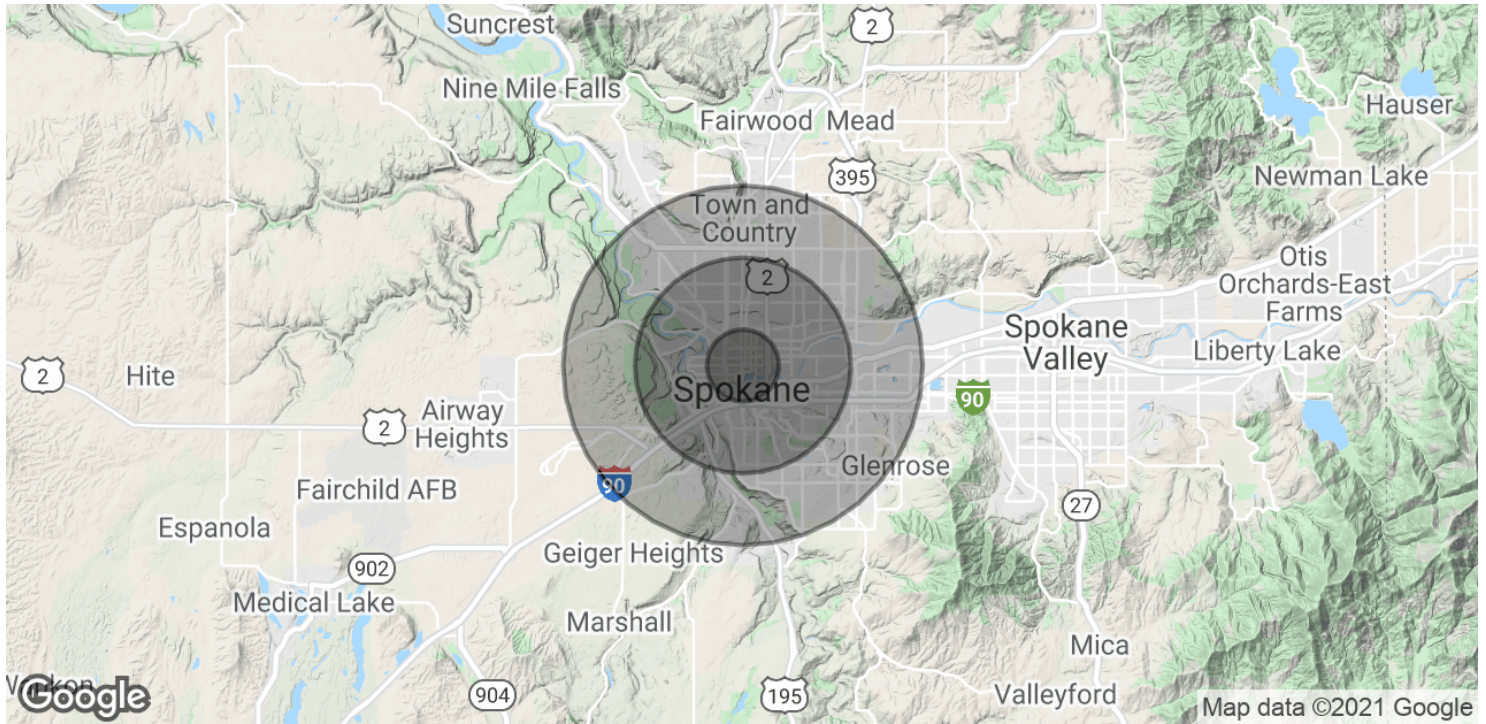 Suncrest
2
Nine Mile Falls
Hauser
Fairwood
Mead
395
Newman Lake
Town and
Country
2
Otis
Orchards-East
Farms
Spokane
Valley
Liberty Lake
2
Hite
Spokane
90
2
Airway
Heights
Glenrose
90
Fairchild AFB
27
Espanola
Geiger Heights
902
Medical Lake
Marshall
Mica
904
195
Valleyford
Google
Map data ©2021 Google